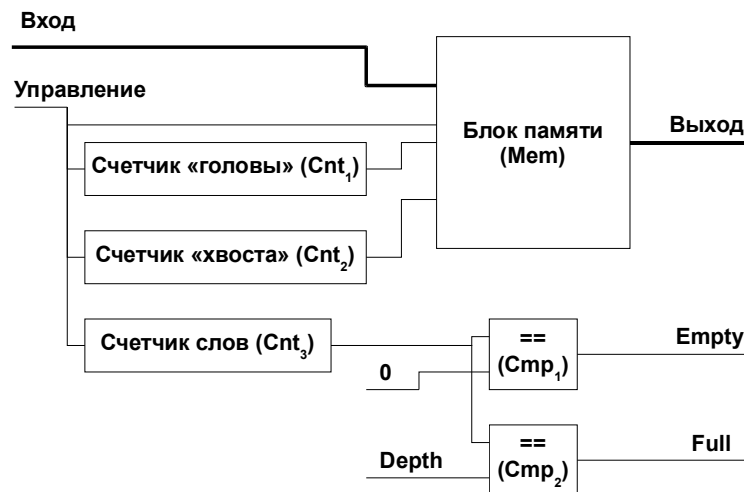 Вход
Управление
Блок памяти
(Mem)
Выход
Счетчик «головы» (Cnt₁)
Счетчик «хвоста» (Cnt₂)
Счетчик слов (Cnt₃)
==
(Cmp₁)
Empty
0
==
(Cmp₂)
Full
Depth